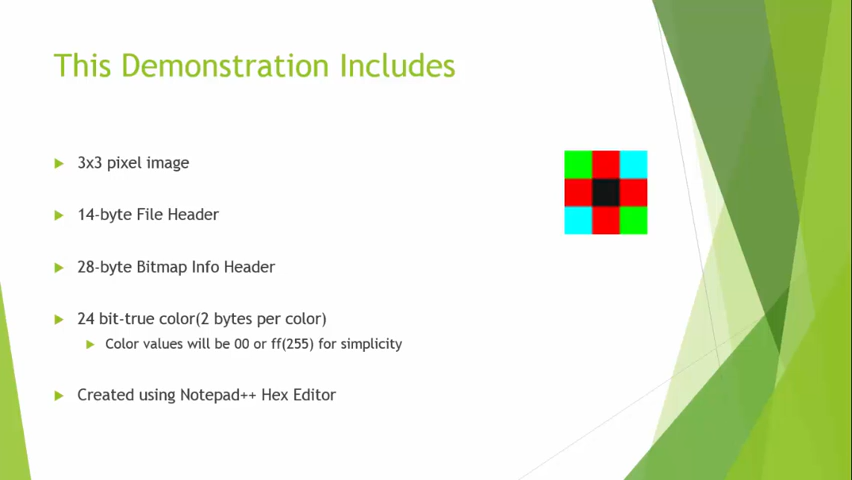 This Demonstration Includes
3x3 pixel image
14-byte File Header
28-byte Bitmap Info Header
24 bit-true color(2 bytes per color)
Color values will be 00 or ff(255) for simplicity
Created using Notepad++ Hex Editor